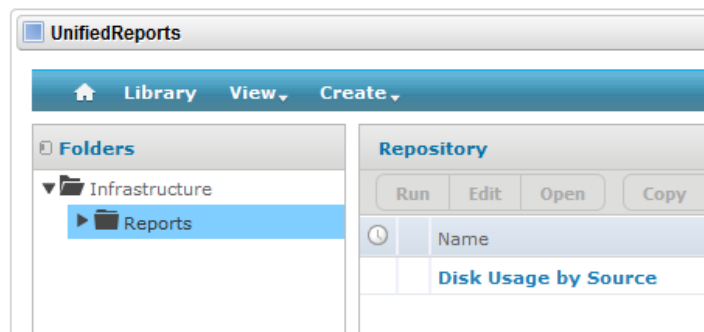 UnifiedReports
Library View Create
Folders
Repository
Infrastructure
Reports
Run Edit Open Copy
Name
Disk Usage by Source